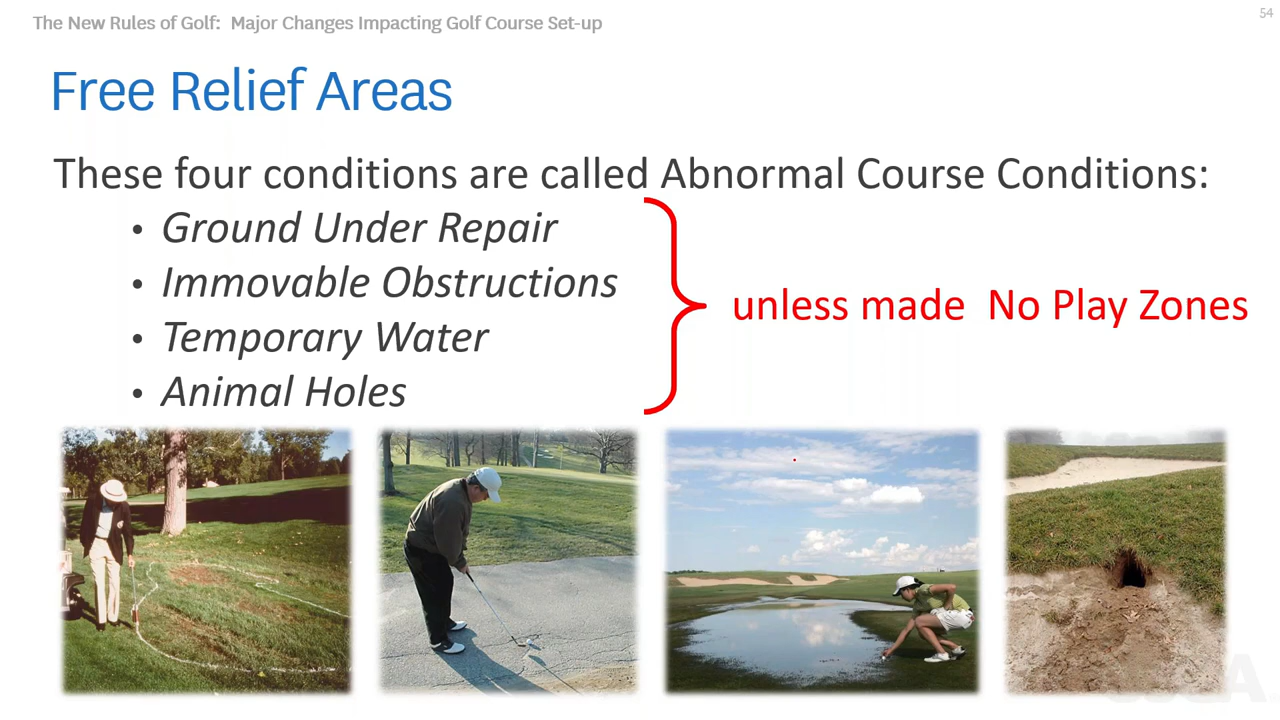 The New Rules of Golf:  Major Changes Impacting Golf Course Set-up
54
Free Relief Areas
These four conditions are called Abnormal Course Conditions:
• Ground Under Repair
• Immovable Obstructions
• Temporary Water
• Animal Holes
unless made  No Play Zones